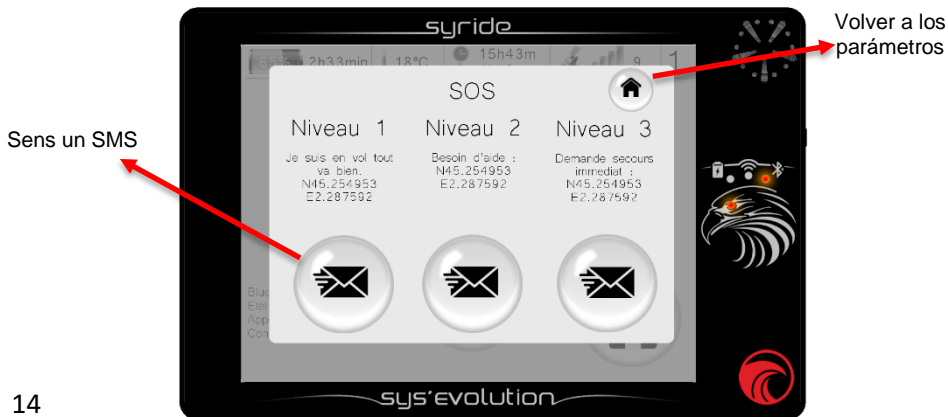 syride
Volver a los
parámetros
65% 2h33min 18°C 15h43m 9 1
SOS
Niveau 1 Niveau 2 Niveau 3
Sens un SMS
Je suis en vol tout
va bien.
N45.254953
E2.287592
Besoin d'aide :
N45.254953
E2.287592
Demande secours
immediat :
N45.254953
E2.287592
14
sys'evolution